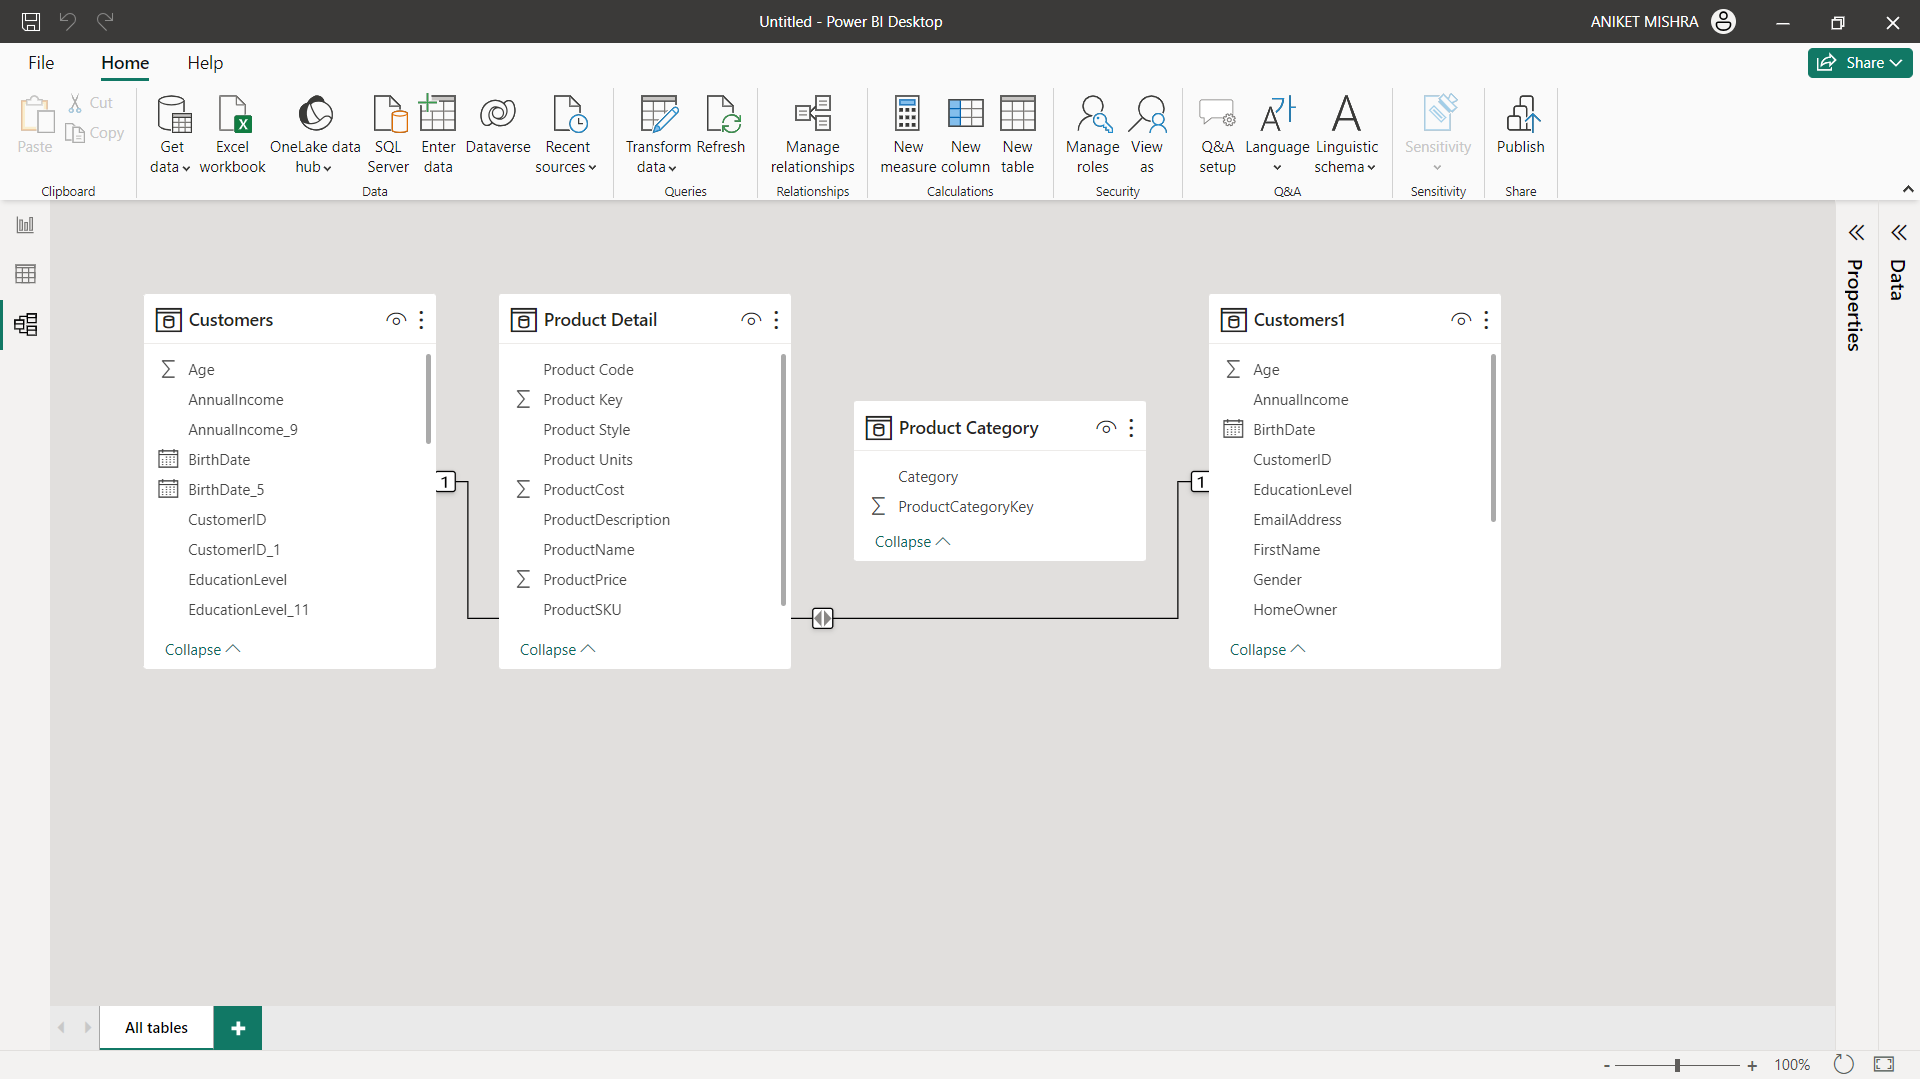 Untitled - Power BI Desktop
ANIKET MISHRA
File
Home
Help
Share
Paste
Cut
Copy
Clipboard
Get data
Excel workbook
OneLake data hub
SQL Server
Enter data
Dataverse
Recent sources
Data
Transform data
Refresh
Queries
Manage relationships
Relationships
New measure
New column
New table
Calculations
Manage roles
View as
Security
Q&A setup
Language
Linguistic schema
Q&A
Sensitivity
Sensitivity
Publish
Share
Customers
Age
AnnualIncome
AnnualIncome_9
BirthDate
BirthDate_5
CustomerID
CustomerID_1
EducationLevel
EducationLevel_11
Collapse
1
Product Detail
Product Code
Product Key
Product Style
Product Units
ProductCost
ProductDescription
ProductName
ProductPrice
ProductSKU
Collapse
Product Category
Category
ProductCategoryKey
Collapse
1
Customers1
Age
AnnualIncome
BirthDate
CustomerID
EducationLevel
EmailAddress
FirstName
Gender
HomeOwner
Collapse
Properties
Data
All tables
+
- + 100%